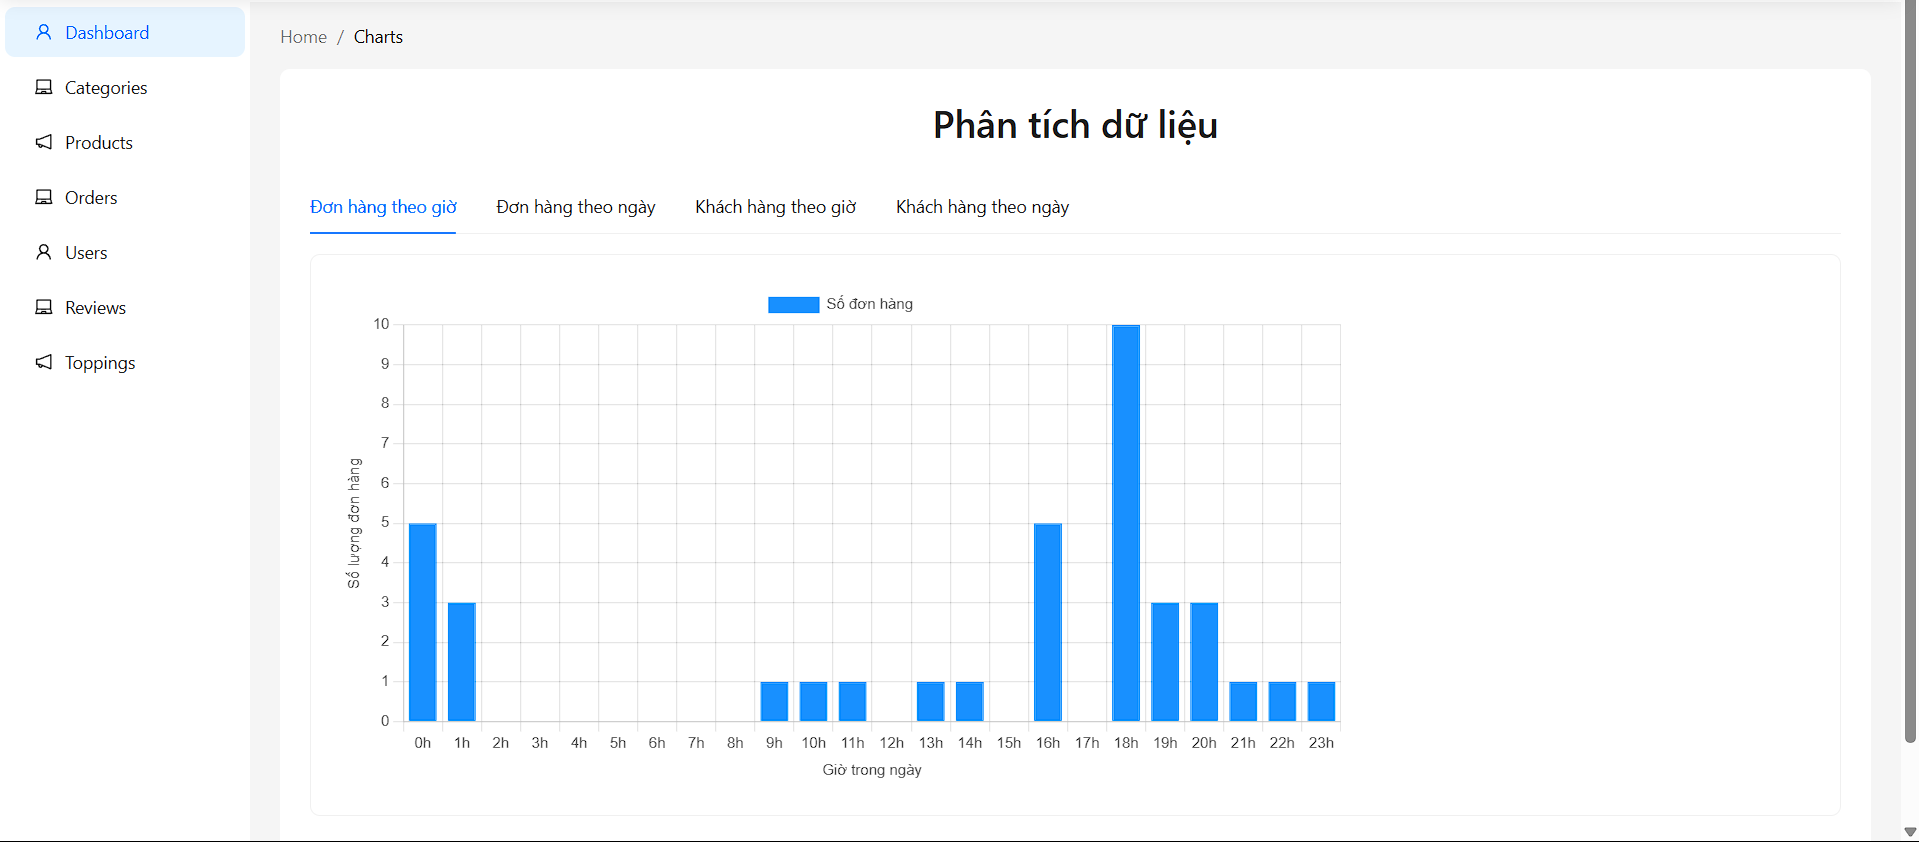 Dashboard
Categories
Products
Orders
Users
Reviews
Toppings
Home / Charts
Phân tích dữ liệu
Đơn hàng theo giờ
Đơn hàng theo ngày
Khách hàng theo giờ
Khách hàng theo ngày
Số đơn hàng
Số lượng đơn hàng
10
9
8
7
6
5
4
3
2
1
0
0h 1h 2h 3h 4h 5h 6h 7h 8h 9h 10h 11h 12h 13h 14h 15h 16h 17h 18h 19h 20h 21h 22h 23h
Giờ trong ngày